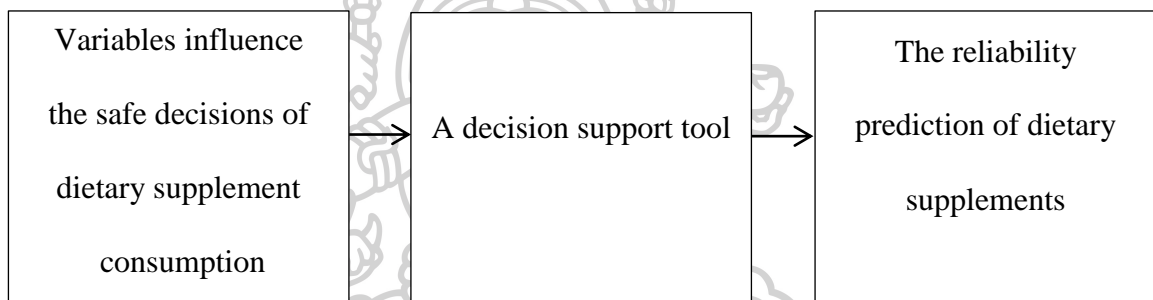 Variables influence
the safe decisions of
dietary supplement
consumption
A decision support tool
The reliability
prediction of dietary
supplements